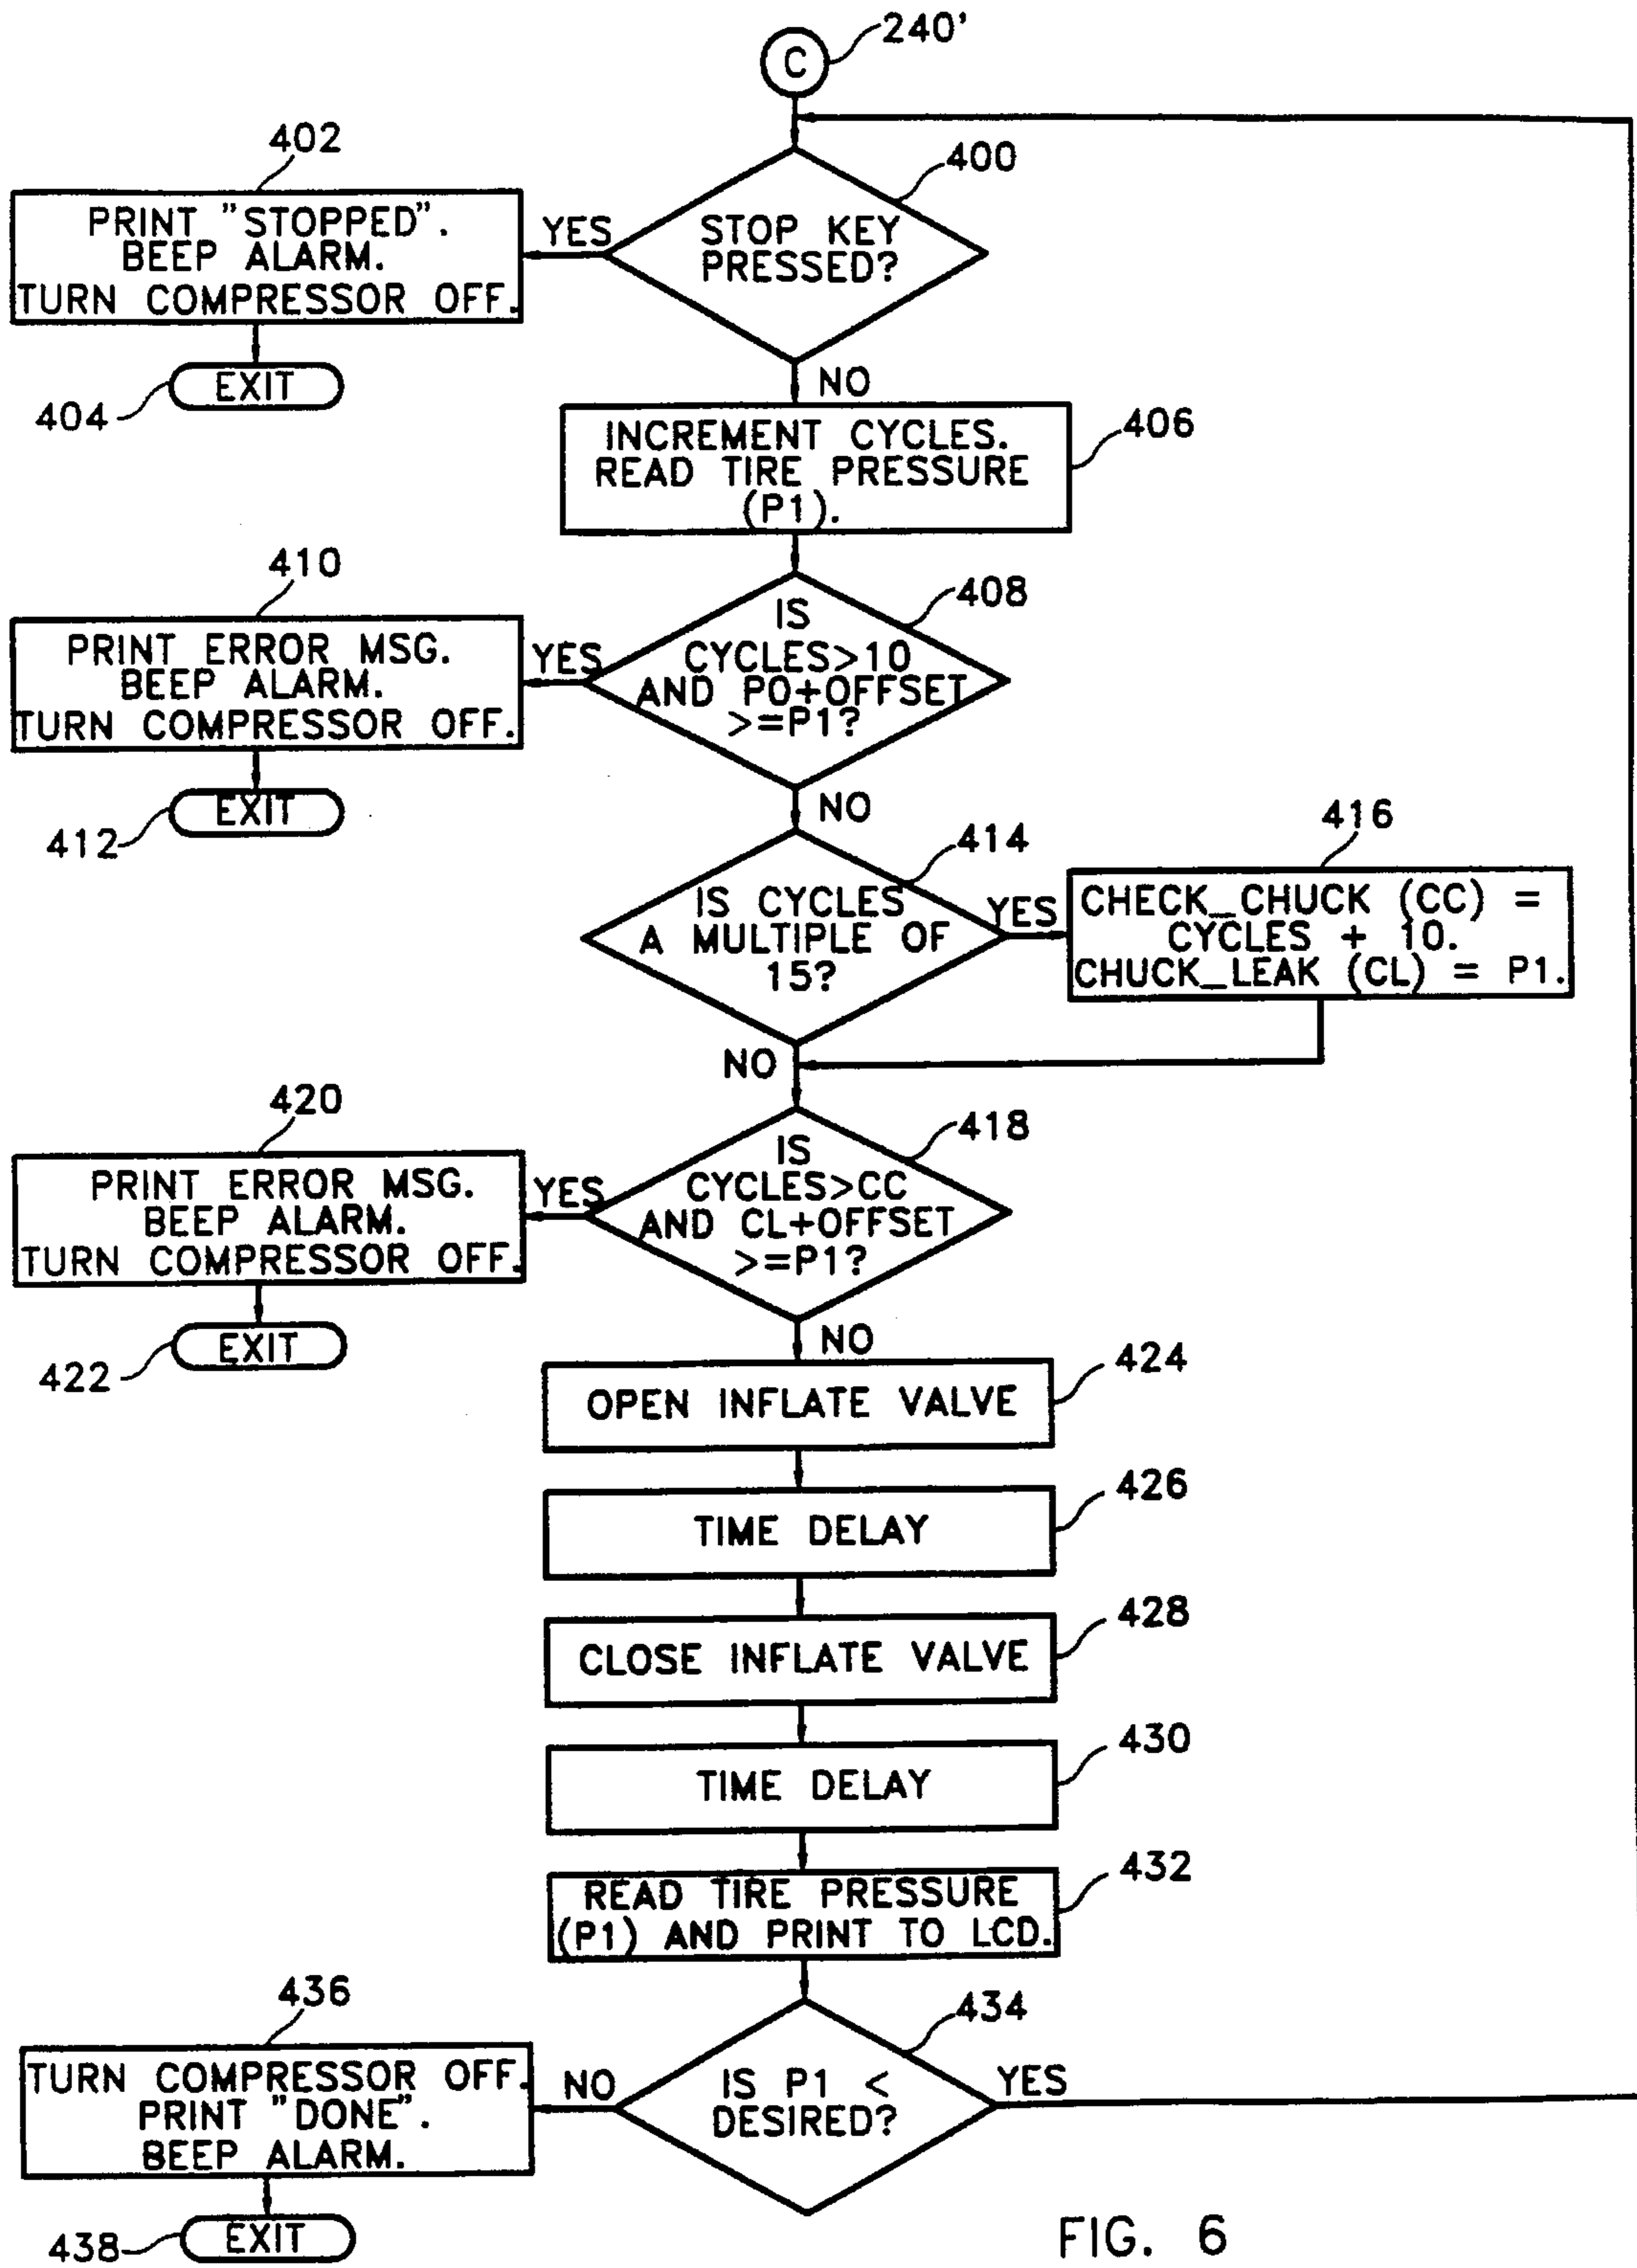 C
240'
402
400
PRINT "STOPPED".
BEEP ALARM.
TURN COMPRESSOR OFF.
YES
STOP KEY
PRESSED?
EXIT
404
NO
INCREMENT CYCLES.
READ TIRE PRESSURE
(P1).
406
410
408
PRINT ERROR MSG.
BEEP ALARM.
TURN COMPRESSOR OFF.
YES
IS
CYCLES>10
AND PO+OFFSET
>=P1?
EXIT
412
NO
414
416
IS CYCLES
A MULTIPLE OF
15?
YES
CHECK_CHUCK (CC) =
CYCLES + 10.
CHUCK_LEAK (CL) = P1.
NO
420
418
PRINT ERROR MSG.
BEEP ALARM.
TURN COMPRESSOR OFF.
YES
IS
CYCLES>CC
AND CL+OFFSET
>=P1?
EXIT
422
NO
424
OPEN INFLATE VALVE
426
TIME DELAY
428
CLOSE INFLATE VALVE
430
TIME DELAY
432
READ TIRE PRESSURE
(P1) AND PRINT TO LCD.
436
434
TURN COMPRESSOR OFF.
PRINT "DONE".
BEEP ALARM.
NO
IS P1 <
DESIRED?
YES
EXIT
438
FIG. 6